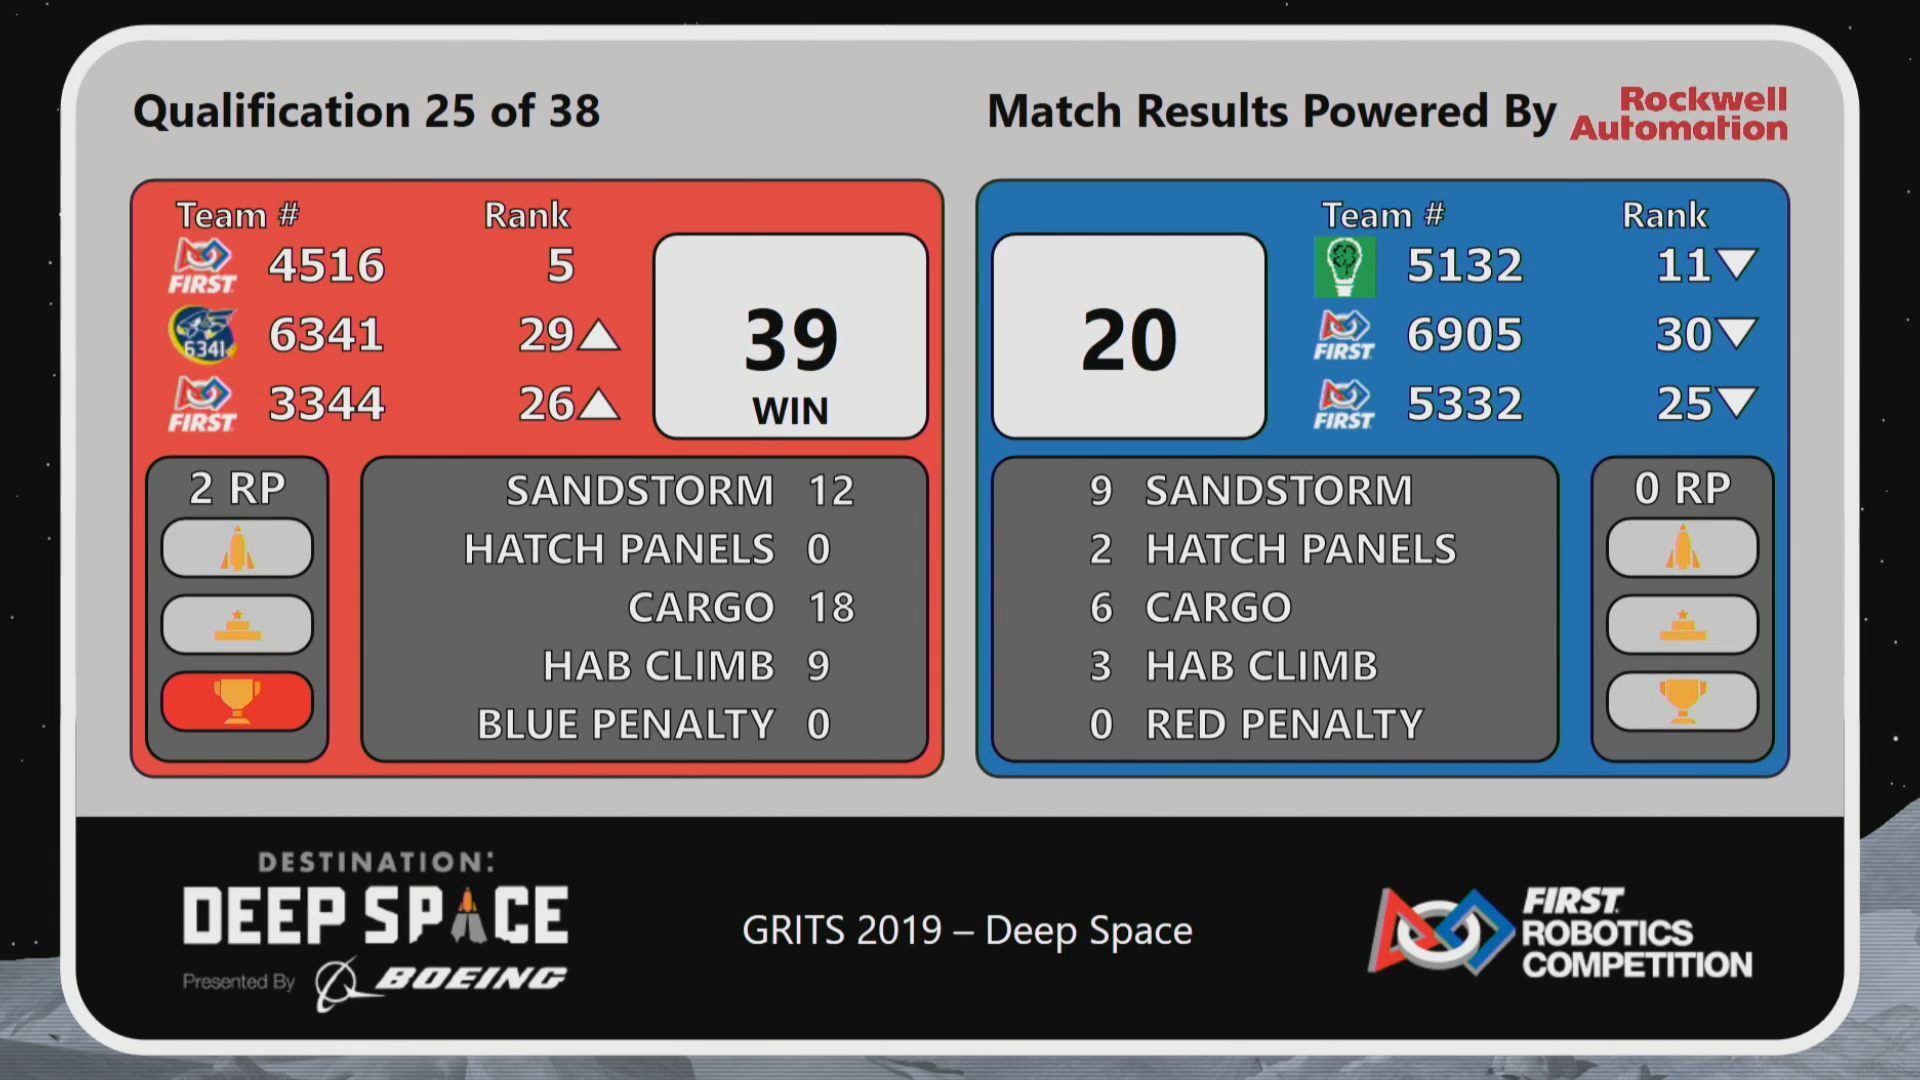 Qualification 25 of 38
Match Results Powered By Rockwell Automation
Team # Rank
FIRST 4516 5
6341 6341 29
FIRST 3344 26
39
WIN
2 RP
SANDSTORM 12
HATCH PANELS 0
CARGO 18
HAB CLIMB 9
BLUE PENALTY 0
20
Team # Rank
5132 11
FIRST 6905 30
FIRST 5332 25
9 SANDSTORM
2 HATCH PANELS
6 CARGO
3 HAB CLIMB
0 RED PENALTY
0 RP
DESTINATION:
DEEP SPACE
Presented By BOEING
GRITS 2019 – Deep Space
FIRST
ROBOTICS
COMPETITION